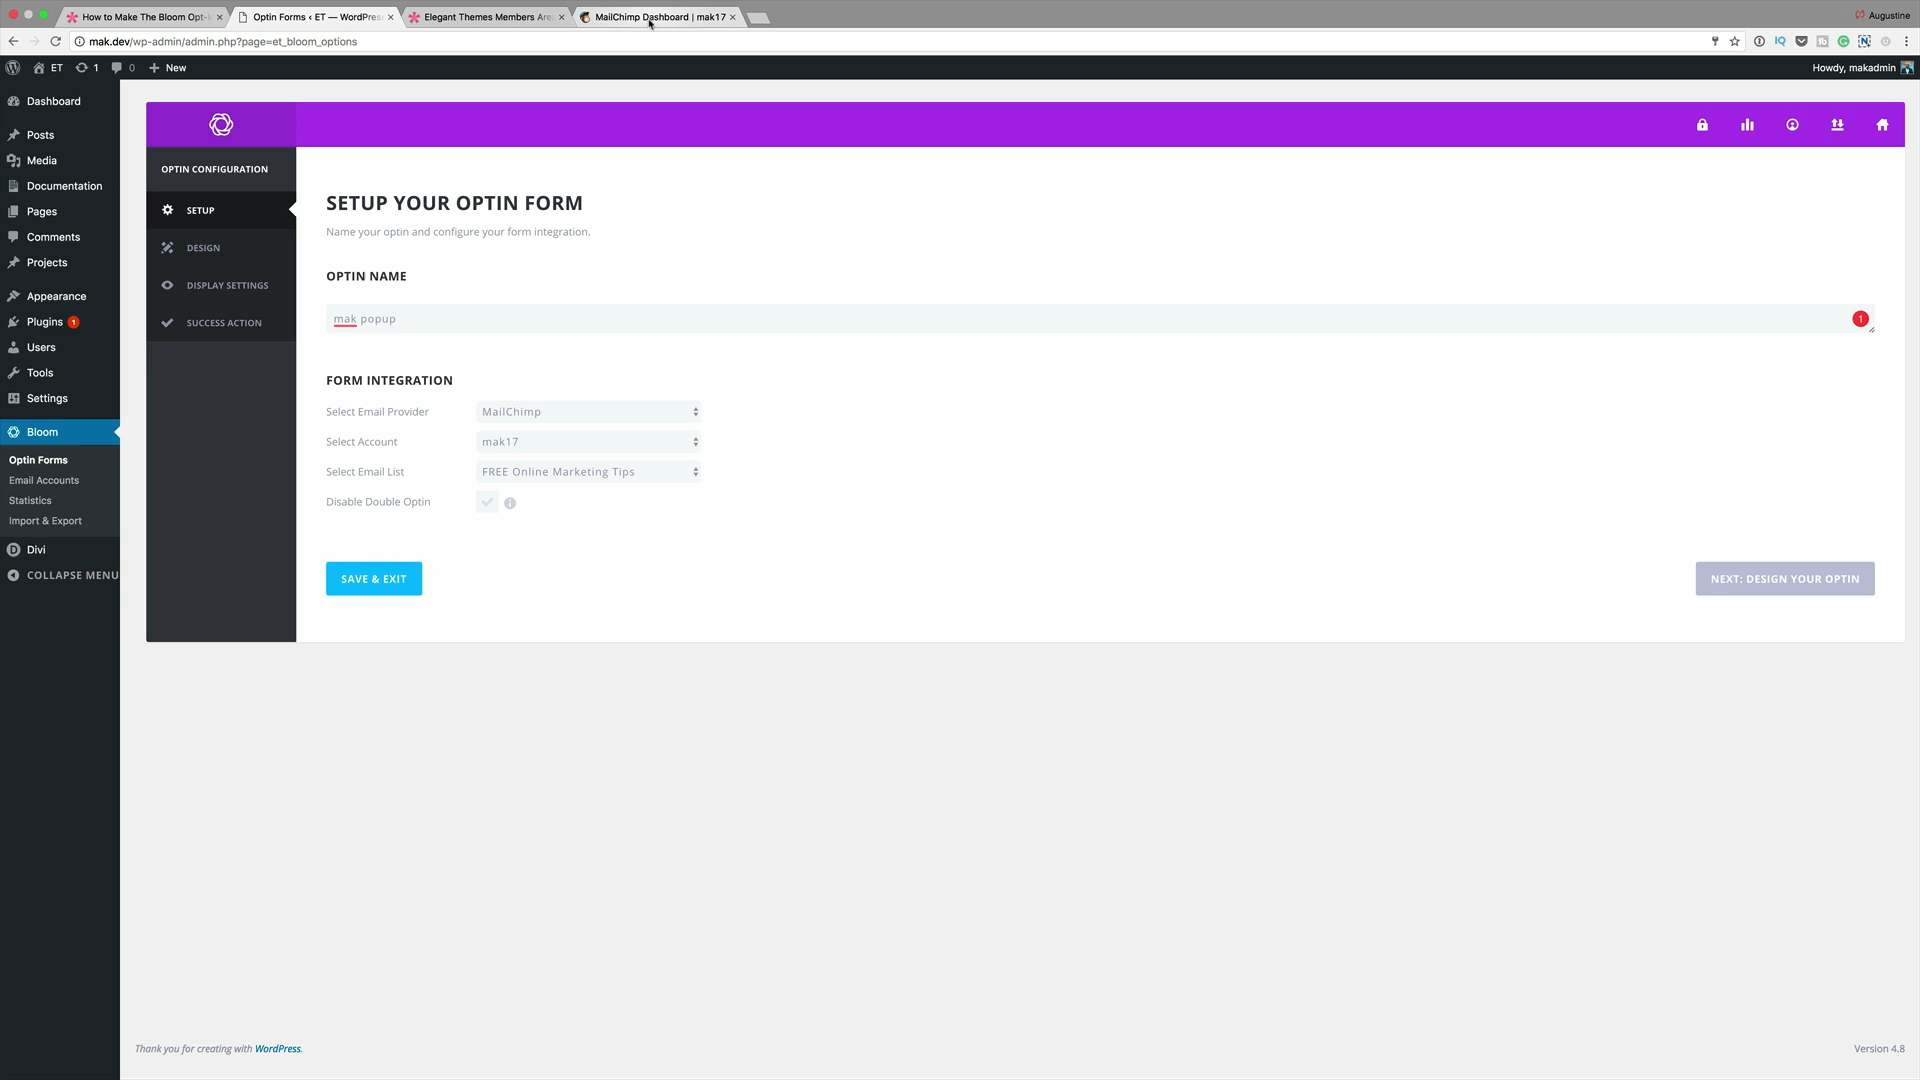 How to Make The Bloom Opt-I
Optin Forms ‹ ET — WordPres
Elegant Themes Members Are
MailChimp Dashboard | mak17
Augustine
mak.dev/wp-admin/admin.php?page=et_bloom_options
ET 1 0 New
Howdy, makadmin
Dashboard
Posts
Media
Documentation
Pages
Comments
Projects
Appearance
Plugins 1
Users
Tools
Settings
Bloom
Optin Forms
Email Accounts
Statistics
Import & Export
Divi
COLLAPSE MENU
OPTIN CONFIGURATION
SETUP
DESIGN
DISPLAY SETTINGS
SUCCESS ACTION
SETUP YOUR OPTIN FORM
Name your optin and configure your form integration.
OPTIN NAME
mak popup
1
FORM INTEGRATION
Select Email Provider MailChimp
Select Account mak17
Select Email List FREE Online Marketing Tips
Disable Double Optin
SAVE & EXIT
NEXT: DESIGN YOUR OPTIN
Thank you for creating with WordPress.
Version 4.8